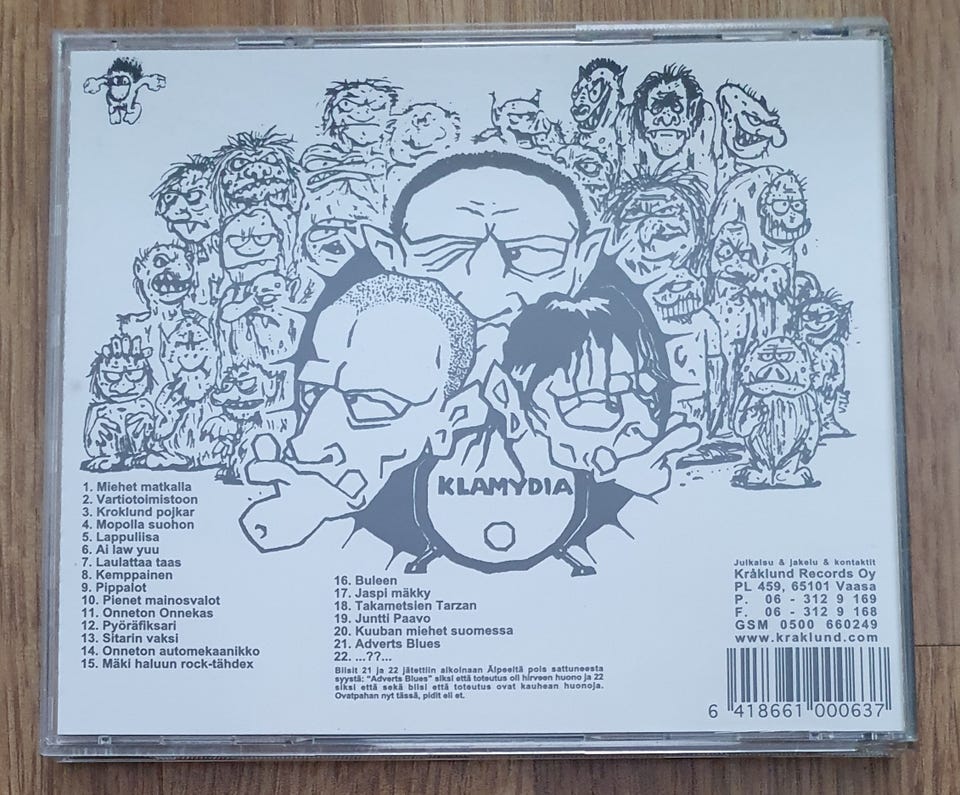 KLAMYDIA
1. Miehet matkalla
2. Vartiotoimistoon
3. Kroklund pojkar
4. Mopolla suohon
5. Lappuliisa
6. Ai law yuu
7. Laulattaa taas
8. Kemppainen
9. Pippalot
10. Pienet mainosvalot
11. Onneton Onnekas
12. Pyöräfiksari
13. Sitarin vaksi
14. Onneton automekaanikko
15. Mäki haluun rock-tähdex
16. Buleen
17. Jaspi mäkky
18. Takametsien Tarzan
19. Juntti Paavo
20. Kuuban miehet suomessa
21. Adverts Blues
22. ...??...
Biisit 21 ja 22 jätettiin aikoinaan Älpeeltä pois sattuneesta
syystä: "Adverts Blues" siksi että toteutus oli hirveen huono ja 22
siksi että sekä biisi että toteutus ovat kauhean huonoja.
Ovatpahan nyt tässä, pidit eli et.
Julkaisu & jakelu & kontaktit
Kråklund Records Oy
PL 459, 65101 Vaasa
P. 06 - 312 9 169
F. 06 - 312 9 168
GSM 0500 660249
www.kraklund.com
6 418661 000637